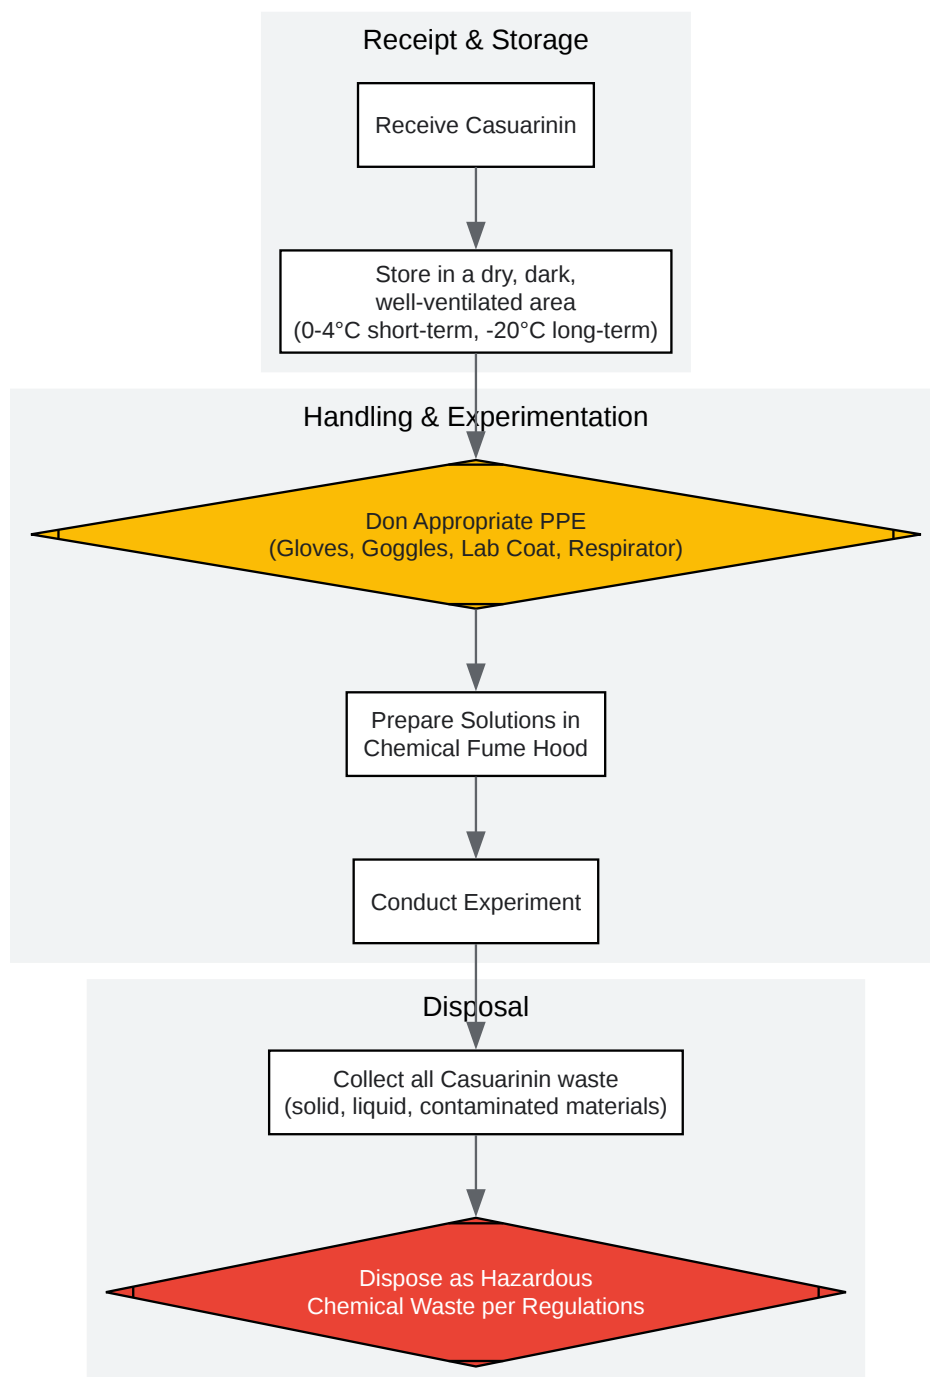 Receipt & Storage
Receive Casuarinin
Store in a dry, dark,
well-ventilated area
(0-4°C short-term, -20°C long-term)
Handling & Experimentation
Don Appropriate PPE
(Gloves, Goggles, Lab Coat, Respirator)
Prepare Solutions in
Chemical Fume Hood
Conduct Experiment
Disposal
Collect all Casuarinin waste
(solid, liquid, contaminated materials)
Dispose as Hazardous
Chemical Waste per Regulations